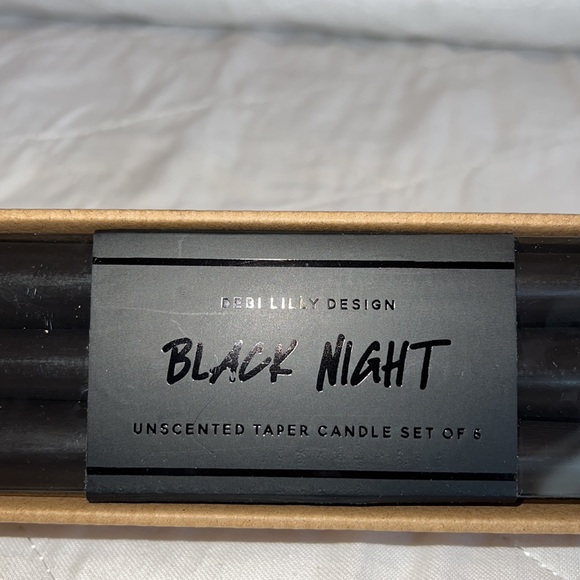 DEBI LILLY DESIGN
BLACK NIGHT
UNSCENTED TAPER CANDLE SET OF 6